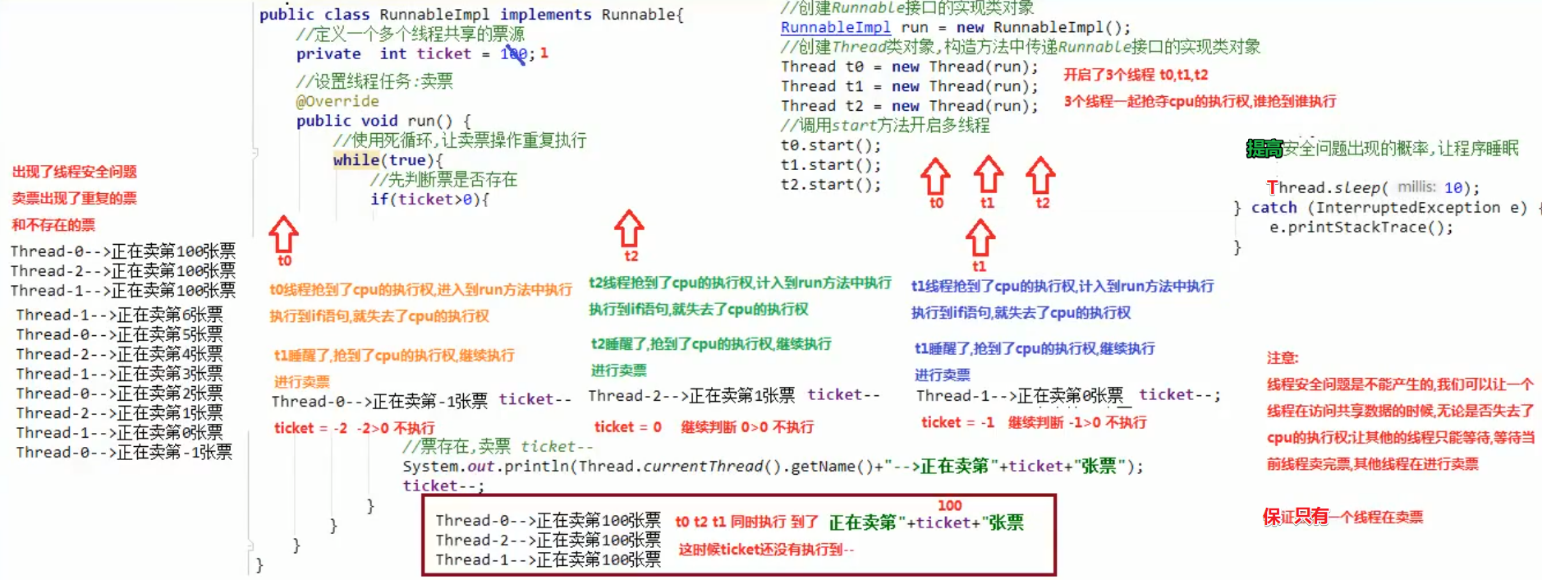 public class RunnableImpl implements Runnable{
//定义一个多个线程共享的票源
private int ticket = 100; 1
//设置线程任务:卖票
@Override
public void run() {
//使用死循环,让卖票操作重复执行
while(true){
//先判断票是否存在
if(ticket>0){
//创建Runnable接口的实现类对象
RunnableImpl run = new RunnableImpl();
//创建Thread类对象,构造方法中传递Runnable接口的实现类对象
Thread t0 = new Thread(run);
Thread t1 = new Thread(run);
Thread t2 = new Thread(run);
//调用start方法开启多线程
t0.start();
t1.start();
t2.start();
开启了3个线程 t0,t1,t2
3个线程一起抢夺cpu的执行权,谁抢到谁执行
t0
t1
t2
提高安全问题出现的概率,让程序睡眠
Thread.sleep( millis: 10);
} catch (InterruptedException e) {
e.printStackTrace();
}
出现了线程安全问题
卖票出现了重复的票
和不存在的票
Thread-0-->正在卖第100张票
Thread-2-->正在卖第100张票
Thread-1-->正在卖第100张票
Thread-1-->正在卖第6张票
Thread-0-->正在卖第5张票
Thread-2-->正在卖第4张票
Thread-1-->正在卖第3张票
Thread-0-->正在卖第2张票
Thread-2-->正在卖第1张票
Thread-1-->正在卖第0张票
Thread-0-->正在卖第-1张票
t0
t0线程抢到了cpu的执行权,进入到run方法中执行
执行到if语句,就失去了cpu的执行权
t1睡醒了,抢到了cpu的执行权,继续执行
进行卖票
Thread-0-->正在卖第-1张票 ticket--
ticket = -2 -2>0 不执行
t2
t2线程抢到了cpu的执行权,计入到run方法中执行
执行到if语句,就失去了cpu的执行权
t2睡醒了,抢到了cpu的执行权,继续执行
进行卖票
Thread-2-->正在卖第1张票 ticket--
ticket = 0 继续判断 0>0 不执行
t1
t1线程抢到了cpu的执行权,计入到run方法中执行
执行到if语句,就失去了cpu的执行权
t1睡醒了,抢到了cpu的执行权,继续执行
进行卖票
Thread-1-->正在卖第0张票 ticket--;
ticket = -1 继续判断 -1>0 不执行
//票存在,卖票 ticket--
System.out.println(Thread.currentThread().getName()+"-->正在卖第"+ticket+"张票");
ticket--;
}
}
}
}
Thread-0-->正在卖第100张票
Thread-2-->正在卖第100张票
Thread-1-->正在卖第100张票
100
t0 t2 t1 同时执行 到了 正在卖第"+ticket+"张票
这时候ticket还没有执行到--
注意:
线程安全问题是不能产生的,我们可以让一个
线程在访问共享数据的时候,无论是否失去了
cpu的执行权;让其他的线程只能等待,等待当
前线程卖完票,其他线程在进行卖票
保证只有一个线程在卖票